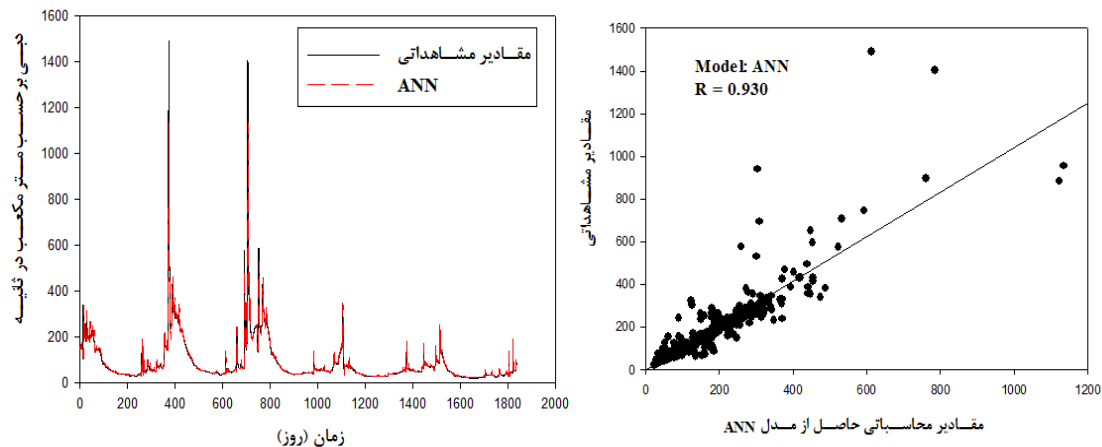 1600
1400
1200
1000
800
600
400
200
0
0 200 400 600 800 1000 1200 1400 1600 1800 2000
دبی برحسب متر مکعب در ثانیه
زمان (روز)
مقادیر مشاهداتی
ANN
1600
1400
1200
1000
800
600
400
200
0
0 200 400 600 800 1000 1200
مقادیر مشاهداتی
Model: ANN
R = 0.930
مقادیر محاسباتی حاصل از مدل ANN